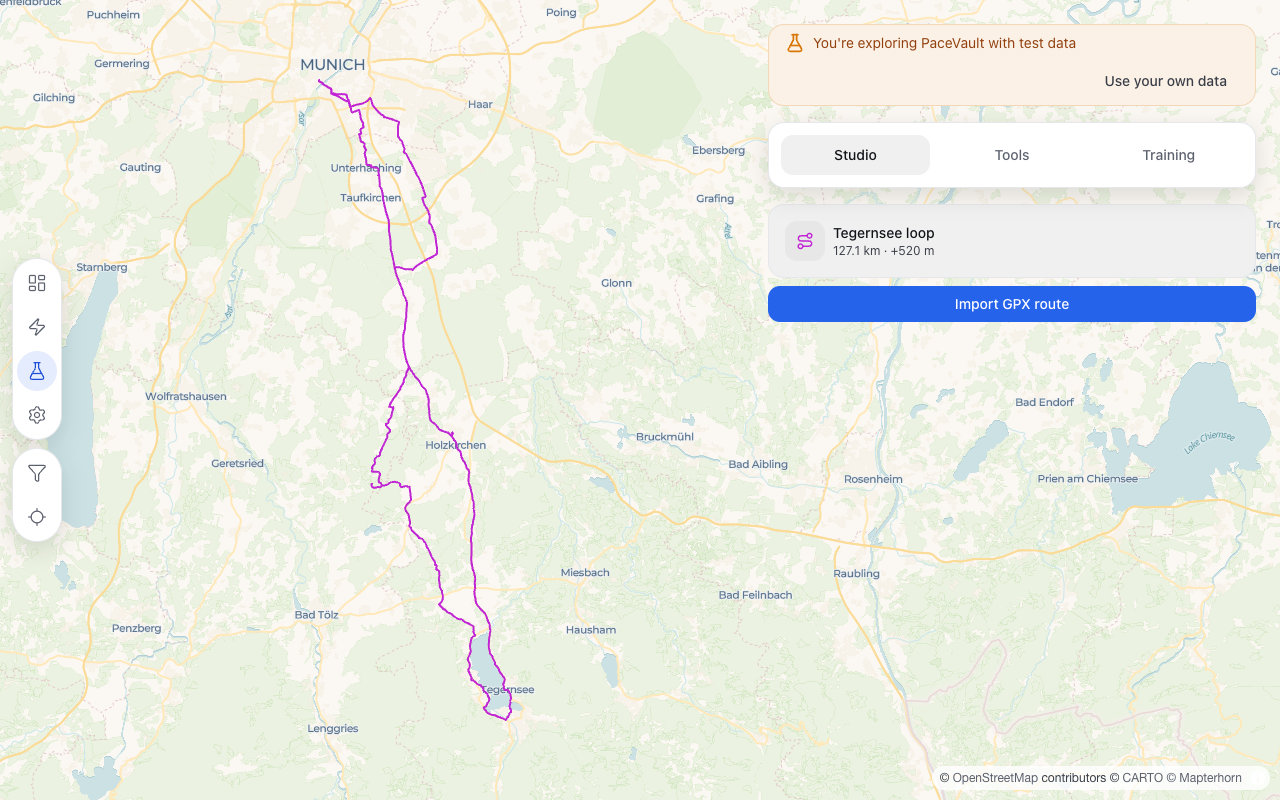 Puchheim
Poing
MUNICH
Germering
Gilching
Haar
Isar
Ebersberg
Gauting
Unterhaching
Taufkirchen
Grafing
Starnberg
Glonn
Wolfratshausen
Holzkirchen
Bruckmühl
Geretsried
Bad Aibling
Rosenheim
Bad Endorf
Lake Chiemsee
Prien am Chiemsee
Miesbach
Raubling
Bad Feilnbach
Bad Tölz
Penzberg
Hausham
Tegernsee
Lenggries
You're exploring PaceVault with test data
Use your own data
Studio
Tools
Training
Tegernsee loop
127.1 km · +520 m
Import GPX route
© OpenStreetMap contributors © CARTO © Mapterhorn